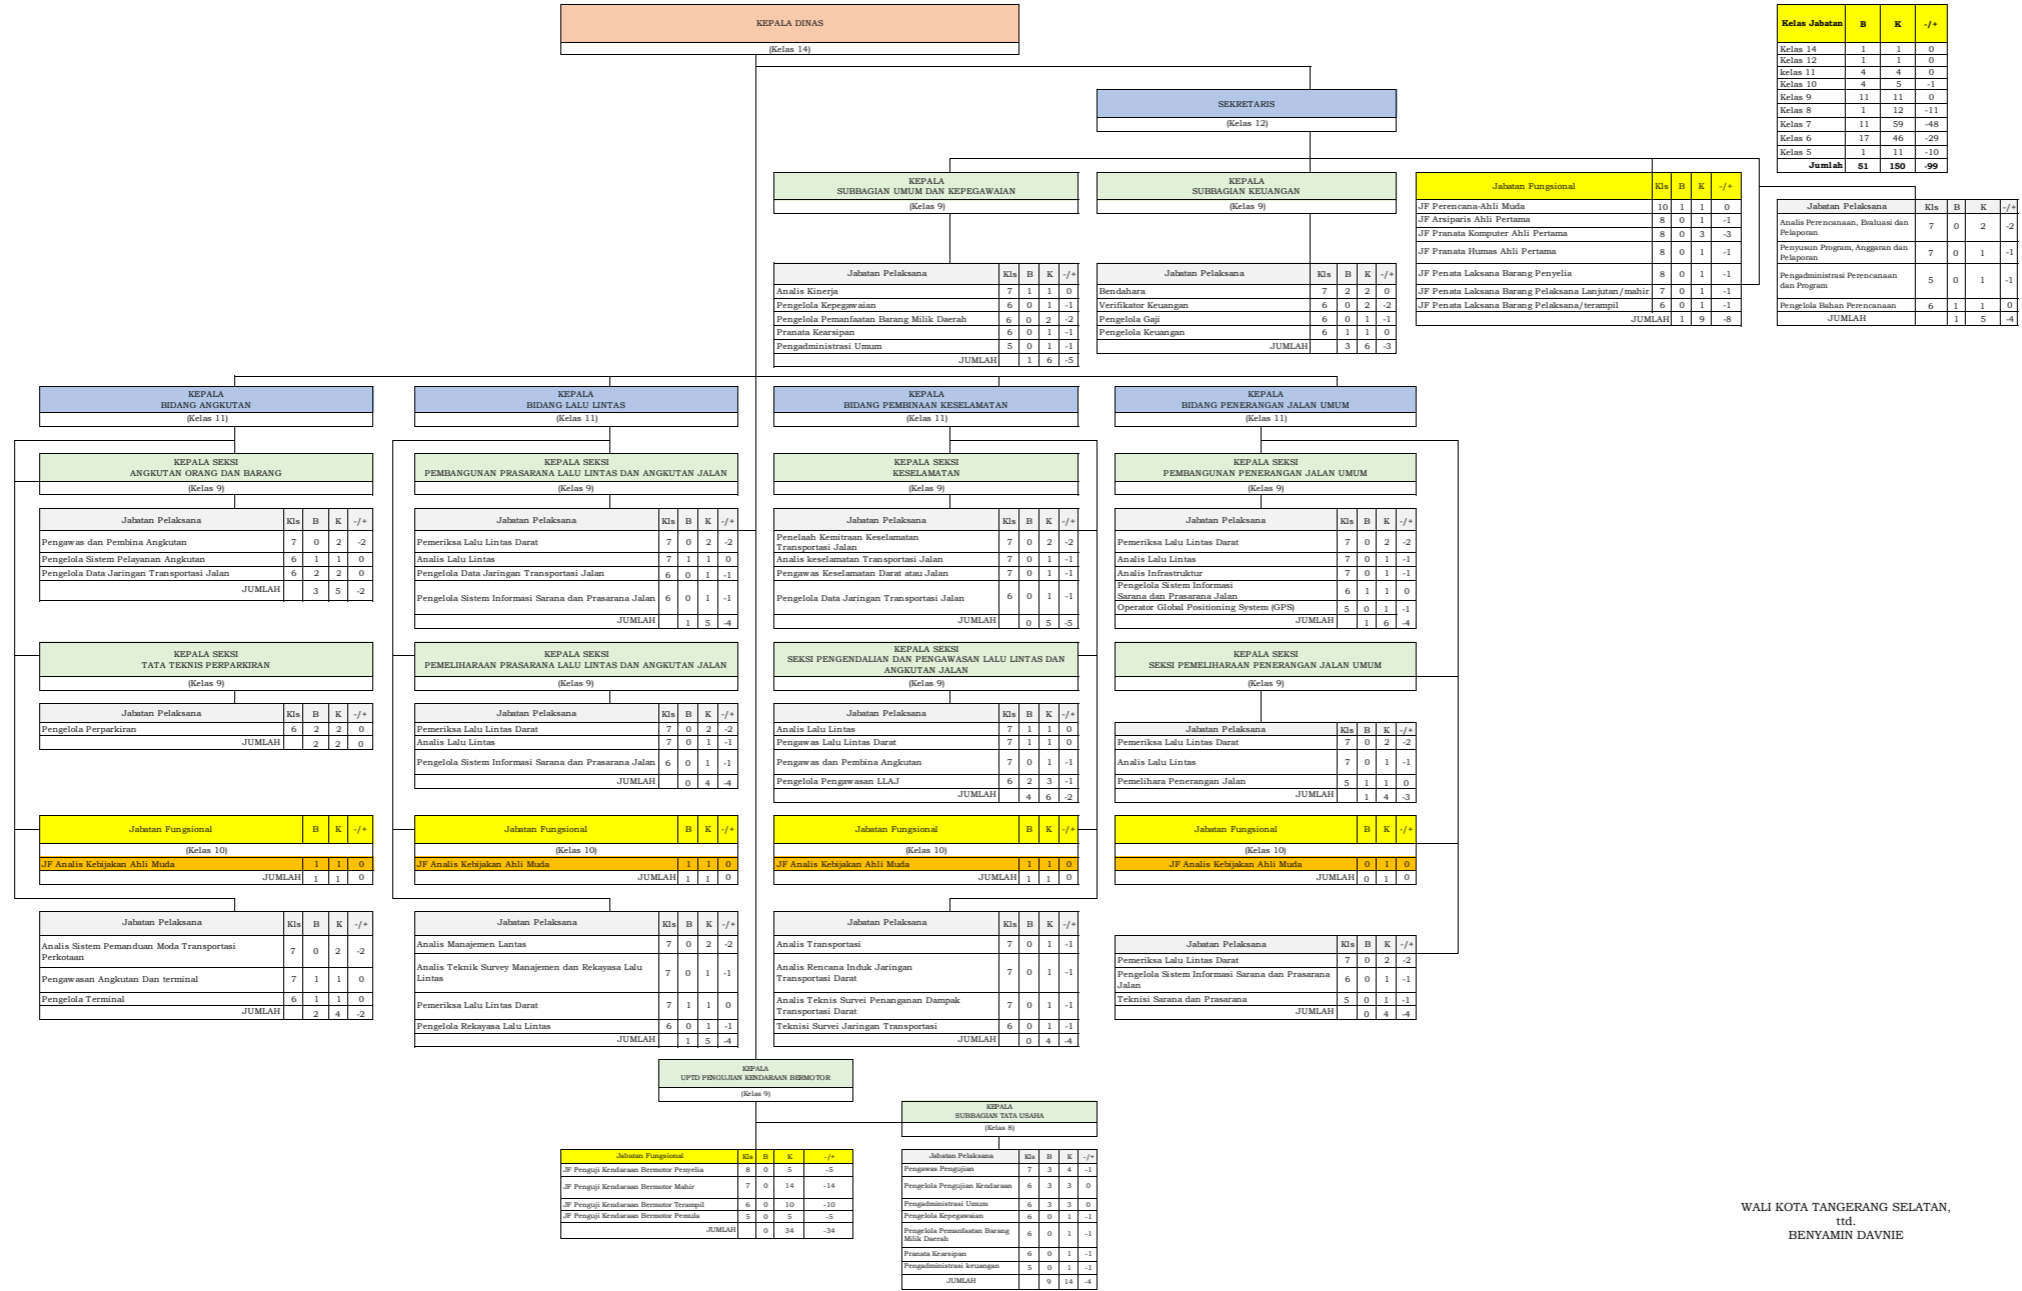 KEPALA DINAS
(Kelas 14)
Kelas Jabatan B K -/+
Kelas 14 1 1 0
Kelas 12 1 1 0
kelas 11 4 4 0
Kelas 10 4 5 -1
Kelas 9 11 11 0
Kelas 8 1 12 -11
Kelas 7 11 59 -48
Kelas 6 17 46 -29
Kelas 5 1 11 -10
Jumlah 51 150 -99
SEKRETARIS
(Kelas 12)
KEPALA
SUBBAGIAN UMUM DAN KEPEGAWAIAN
(Kelas 9)
Jabatan Pelaksana Kls B K -/+
Analis Kinerja 7 1 1 0
Pengelola Kepegawaian 6 0 1 -1
Pengelola Pemanfaatan Barang Milik Daerah 6 0 2 -2
Pranata Kearsipan 6 0 1 -1
Pengadministrasi Umum 5 0 1 -1
JUMLAH 1 6 -5
KEPALA
SUBBAGIAN KEUANGAN
(Kelas 9)
Jabatan Pelaksana Kls B K -/+
Bendahara 7 2 2 0
Verifikator Keuangan 6 0 2 -2
Pengelola Gaji 6 0 1 -1
Pengelola Keuangan 6 1 1 0
JUMLAH 3 6 -3
Jabatan Fungsional Kls B K -/+
JF Perencana-Ahli Muda 10 1 1 0
JF Arsiparis Ahli Pertama 8 0 1 -1
JF Pranata Komputer Ahli Pertama 8 0 3 -3
JF Pranata Humas Ahli Pertama 8 0 1 -1
JF Penata Laksana Barang Penyelia 8 0 1 -1
JF Penata Laksana Barang Pelaksana Lanjutan/mahir 7 0 1 -1
JF Penata Laksana Barang Pelaksana/terampil 6 0 1 -1
JUMLAH 1 9 -8
Jabatan Pelaksana Kls B K -/+
Analis Perencanaan, Evaluasi dan
Pelaporan 7 0 2 -2
Penyusun Program, Anggaran dan
Pelaporan 7 0 1 -1
Pengadministrasi Perencanaan
dan Program 5 0 1 -1
Pengelola Bahan Perencanaan 6 1 1 0
JUMLAH 1 5 -4
KEPALA
BIDANG ANGKUTAN
(Kelas 11)
KEPALA SEKSI
ANGKUTAN ORANG DAN BARANG
(Kelas 9)
Jabatan Pelaksana Kls B K -/+
Pengawas dan Pembina Angkutan 7 0 2 -2
Pengelola Sistem Pelayanan Angkutan 6 1 1 0
Pengelola Data Jaringan Transportasi Jalan 6 2 2 0
JUMLAH 3 5 -2
KEPALA SEKSI
TATA TEKNIS PERPARKIRAN
(Kelas 9)
Jabatan Pelaksana Kls B K -/+
Pengelola Perparkiran 6 2 2 0
JUMLAH 2 2 0
Jabatan Fungsional B K -/+
(Kelas 10)
JF Analis Kebijakan Ahli Muda 1 1 0
JUMLAH 1 1 0
Jabatan Pelaksana Kls B K -/+
Analis Sistem Pemanduan Moda Transportasi
Perkotaan 7 0 2 -2
Pengawasan Angkutan Dan terminal 7 1 1 0
Pengelola Terminal 6 1 1 0
JUMLAH 2 4 -2
KEPALA
BIDANG LALU LINTAS
(Kelas 11)
KEPALA SEKSI
PEMBANGUNAN PRASARANA LALU LINTAS DAN ANGKUTAN JALAN
(Kelas 9)
Jabatan Pelaksana Kls B K -/+
Pemeriksa Lalu Lintas Darat 7 0 2 -2
Analis Lalu Lintas 7 1 1 0
Pengelola Data Jaringan Transportasi Jalan 6 0 1 -1
Pengelola Sistem Informasi Sarana dan Prasarana Jalan 6 0 1 -1
JUMLAH 1 5 -4
KEPALA SEKSI
PEMELIHARAAN PRASARANA LALU LINTAS DAN ANGKUTAN JALAN
(Kelas 9)
Jabatan Pelaksana Kls B K -/+
Pemeriksa Lalu Lintas Darat 7 0 2 -2
Analis Lalu Lintas 7 0 1 -1
Pengelola Sistem Informasi Sarana dan Prasarana Jalan 6 0 1 -1
JUMLAH 0 4 -4
Jabatan Fungsional B K -/+
(Kelas 10)
JF Analis Kebijakan Ahli Muda 1 1 0
JUMLAH 1 1 0
Jabatan Pelaksana Kls B K -/+
Analis Manajemen Lantas 7 0 2 -2
Analis Teknik Survey Manajemen dan Rekayasa Lalu
Lintas 7 0 1 -1
Pemeriksa Lalu Lintas Darat 7 1 1 0
Pengelola Rekayasa Lalu Lintas 6 0 1 -1
JUMLAH 1 5 -4
KEPALA
BIDANG PEMBINAAN KESELAMATAN
(Kelas 11)
KEPALA SEKSI
KESELAMATAN
(Kelas 9)
Jabatan Pelaksana Kls B K -/+
Penelaah Kemitraan Keselamatan
Transportasi Jalan 7 0 2 -2
Analis keselamatan Transportasi Jalan 7 0 1 -1
Pengawas Keselamatan Darat atau Jalan 7 0 1 -1
Pengelola Data Jaringan Transportasi Jalan 6 0 1 -1
JUMLAH 0 5 -5
KEPALA SEKSI
SEKSI PENGENDALIAN DAN PENGAWASAN LALU LINTAS DAN
ANGKUTAN JALAN
(Kelas 9)
Jabatan Pelaksana Kls B K -/+
Analis Lalu Lintas 7 1 1 0
Pengawas Lalu Lintas Darat 7 1 1 0
Pengawas dan Pembina Angkutan 7 0 1 -1
Pengelola Pengawasan LLAJ 6 2 3 -1
JUMLAH 4 6 -2
Jabatan Fungsional B K -/+
(Kelas 10)
JF Analis Kebijakan Ahli Muda 1 1 0
JUMLAH 1 1 0
Jabatan Pelaksana Kls B K -/+
Analis Transportasi 7 0 1 -1
Analis Rencana Induk Jaringan
Transportasi Darat 7 0 1 -1
Analis Teknis Survei Penanganan Dampak
Transportasi Darat 7 0 1 -1
Teknisi Survei Jaringan Transportasi 6 0 1 -1
JUMLAH 0 4 -4
KEPALA
BIDANG PENERANGAN JALAN UMUM
(Kelas 11)
KEPALA SEKSI
PEMBANGUNAN PENERANGAN JALAN UMUM
(Kelas 9)
Jabatan Pelaksana Kls B K -/+
Pemeriksa Lalu Lintas Darat 7 0 2 -2
Analis Lalu Lintas 7 0 1 -1
Analis Infrastruktur 7 0 1 -1
Pengelola Sistem Informasi
Sarana dan Prasarana Jalan 6 1 1 0
Operator Global Positioning System (GPS) 5 0 1 -1
JUMLAH 1 6 -4
KEPALA SEKSI
SEKSI PEMELIHARAAN PENERANGAN JALAN UMUM
(Kelas 9)
Jabatan Pelaksana Kls B K -/+
Pemeriksa Lalu Lintas Darat 7 0 2 -2
Analis Lalu Lintas 7 0 1 -1
Pemelihara Penerangan Jalan 5 1 1 0
JUMLAH 1 4 -3
Jabatan Fungsional B K -/+
(Kelas 10)
JF Analis Kebijakan Ahli Muda 0 1 0
JUMLAH 0 1 0
Jabatan Pelaksana Kls B K -/+
Pemeriksa Lalu Lintas Darat 7 0 2 -2
Pengelola Sistem Informasi Sarana dan Prasarana
Jalan 6 0 1 -1
Teknisi Sarana dan Prasarana 5 0 1 -1
JUMLAH 0 4 -4
KEPALA
UPTD PENGUJIAN KENDARAAN BERMOTOR
(Kelas 9)
Jabatan Fungsional Kls B K -/+
JF Penguji Kendaraan Bermotor Penyelia 8 0 5 -5
JF Penguji Kendaraan Bermotor Mahir 7 0 14 -14
JF Penguji Kendaraan Bermotor Terampil 6 0 10 -10
JF Penguji Kendaraan Bermotor Pemula 5 0 5 -5
JUMLAH 0 34 -34
KEPALA
SUBBAGIAN TATA USAHA
(Kelas 8)
Jabatan Pelaksana Kls B K -/+
Pengawas Pengujian 7 3 4 -1
Pengelola Pengujian Kendaraan 6 3 3 0
Pengadministrasi Umum 6 3 3 0
Pengelola Kepegawaian 6 0 1 -1
Pengelola Pemanfaatan Barang
Milik Daerah 6 0 1 -1
Pranata Kearsipan 6 0 1 -1
Pengadministrasi keuangan 5 0 1 -1
JUMLAH 9 14 -4
WALI KOTA TANGERANG SELATAN,
ttd.
BENYAMIN DAVNIE